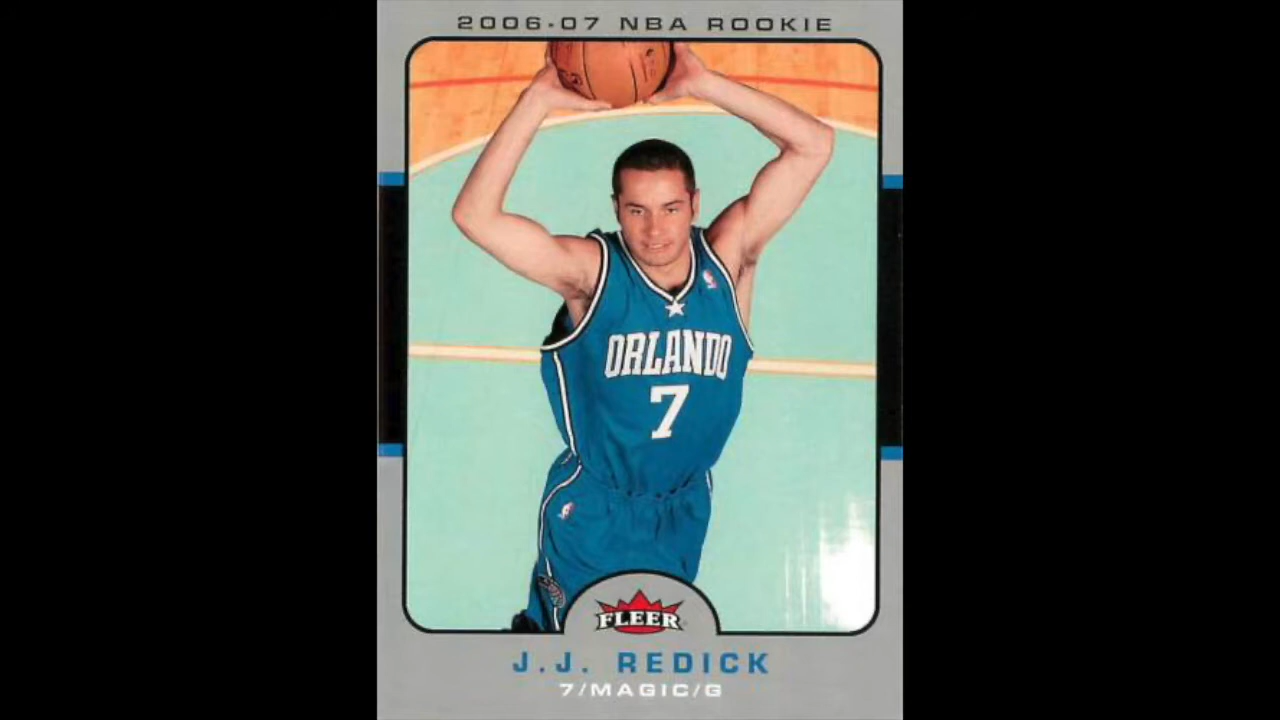 2006-07 NBA ROOKIE
ORLANDO
7
FLEER
J.J. REDICK
7/MAGIC/G